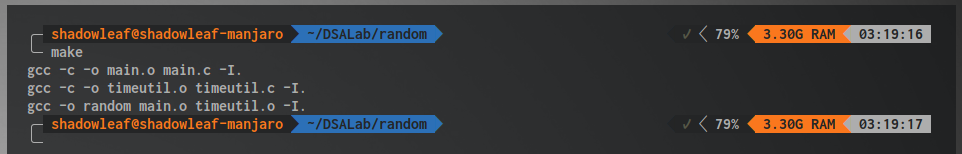 shadowleaf@shadowleaf-manjaro ~/DSALab/random ✓ 79% 3.30G RAM 03:19:16
make
gcc -c -o main.o main.c -I.
gcc -c -o timeutil.o timeutil.c -I.
gcc -o random main.o timeutil.o -I.
shadowleaf@shadowleaf-manjaro ~/DSALab/random ✓ 79% 3.30G RAM 03:19:17